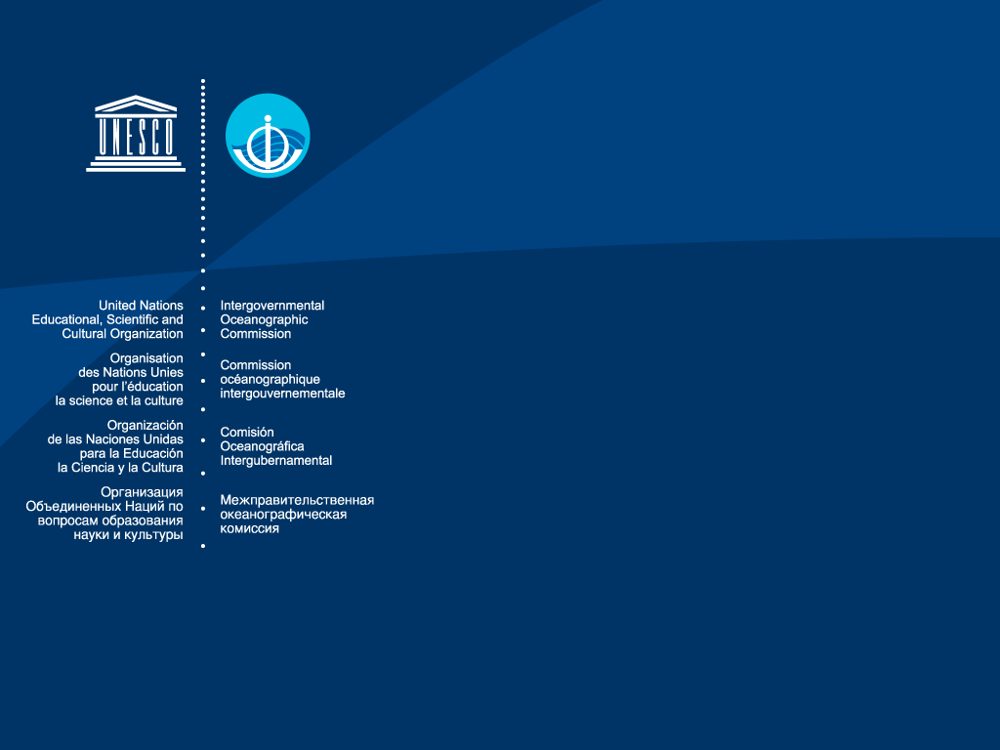 UNESCO
United Nations
Educational, Scientific and
Cultural Organization
Intergovernmental
Oceanographic
Commission
Organisation
des Nations Unies
pour l'éducation
la science et la culture
Commission
océanographique
intergouvernementale
Organización
de las Naciones Unidas
para la Educación
la Ciencia y la Cultura
Comisión
Oceanográfica
Intergubernamental
Организация
Объединенных Наций по
вопросам образования
науки и культуры
Межправительственная
океанографическая
комиссия